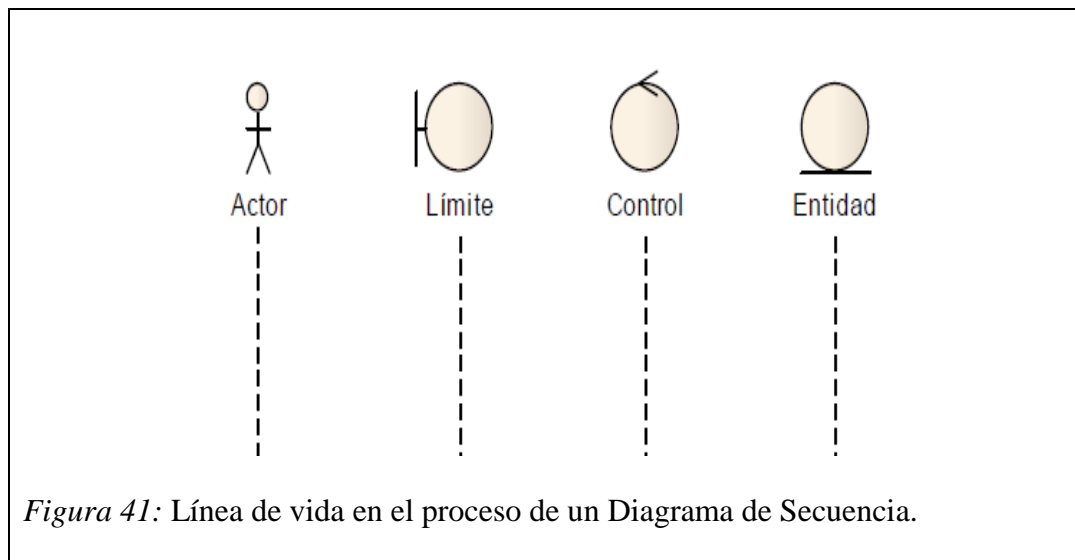 Actor Límite Control Entidad
Figura 41: Línea de vida en el proceso de un Diagrama de Secuencia.